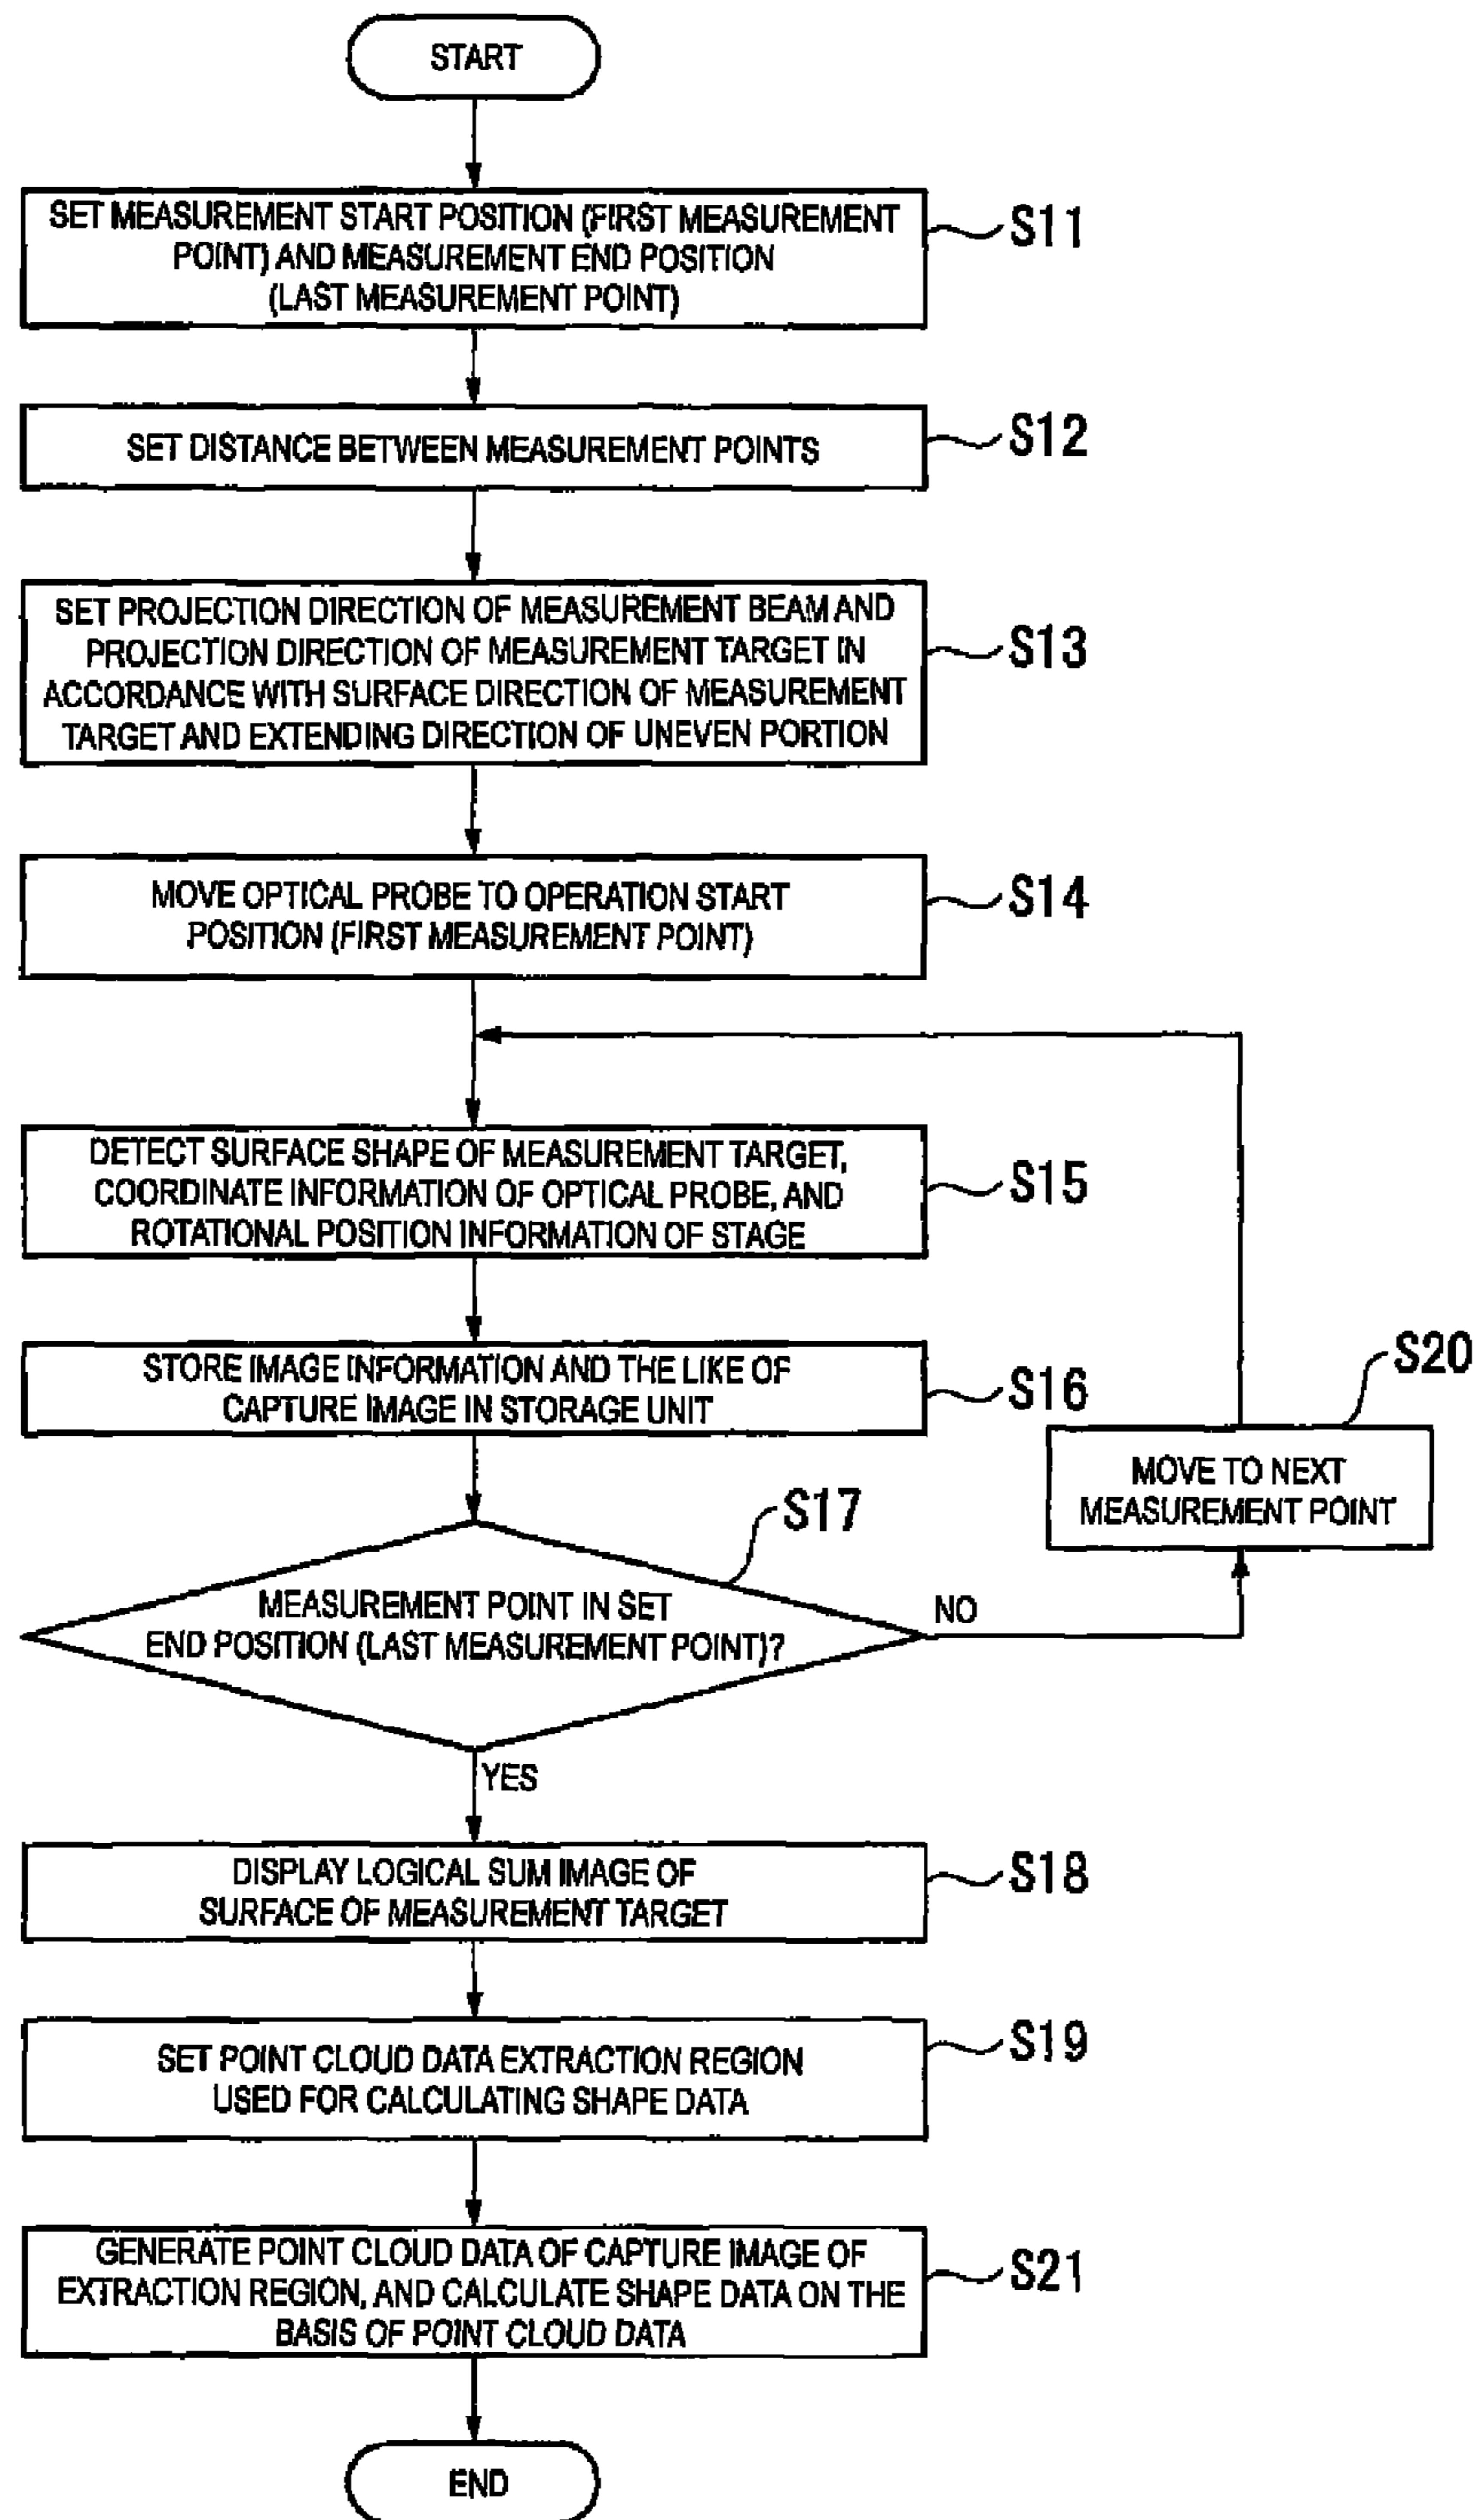 START
SET MEASUREMENT START POSITION (FIRST MEASUREMENT
POINT) AND MEASUREMENT END POSITION
(LAST MEASUREMENT POINT)
S11
SET DISTANCE BETWEEN MEASUREMENT POINTS
S12
SET PROJECTION DIRECTION OF MEASUREMENT BEAM AND
PROJECTION DIRECTION OF MEASUREMENT TARGET IN
ACCORDANCE WITH SURFACE DIRECTION OF MEASUREMENT
TARGET AND EXTENDING DIRECTION OF UNEVEN PORTION
S13
MOVE OPTICAL PROBE TO OPERATION START
POSITION (FIRST MEASUREMENT POINT)
S14
DETECT SURFACE SHAPE OF MEASUREMENT TARGET,
COORDINATE INFORMATION OF OPTICAL PROBE, AND
ROTATIONAL POSITION INFORMATION OF STAGE
S15
STORE IMAGE INFORMATION AND THE LIKE OF
CAPTURE IMAGE IN STORAGE UNIT
S16
S20
MOVE TO NEXT
MEASUREMENT POINT
S17
MEASUREMENT POINT IN SET
END POSITION (LAST MEASUREMENT POINT)?
NO
YES
DISPLAY LOGICAL SUM IMAGE OF
SURFACE OF MEASUREMENT TARGET
S18
SET POINT CLOUD DATA EXTRACTION REGION
USED FOR CALCULATING SHAPE DATA
S19
GENERATE POINT CLOUD DATA OF CAPTURE IMAGE OF
EXTRACTION REGION, AND CALCULATE SHAPE DATA ON THE
BASIS OF POINT CLOUD DATA
S21
END